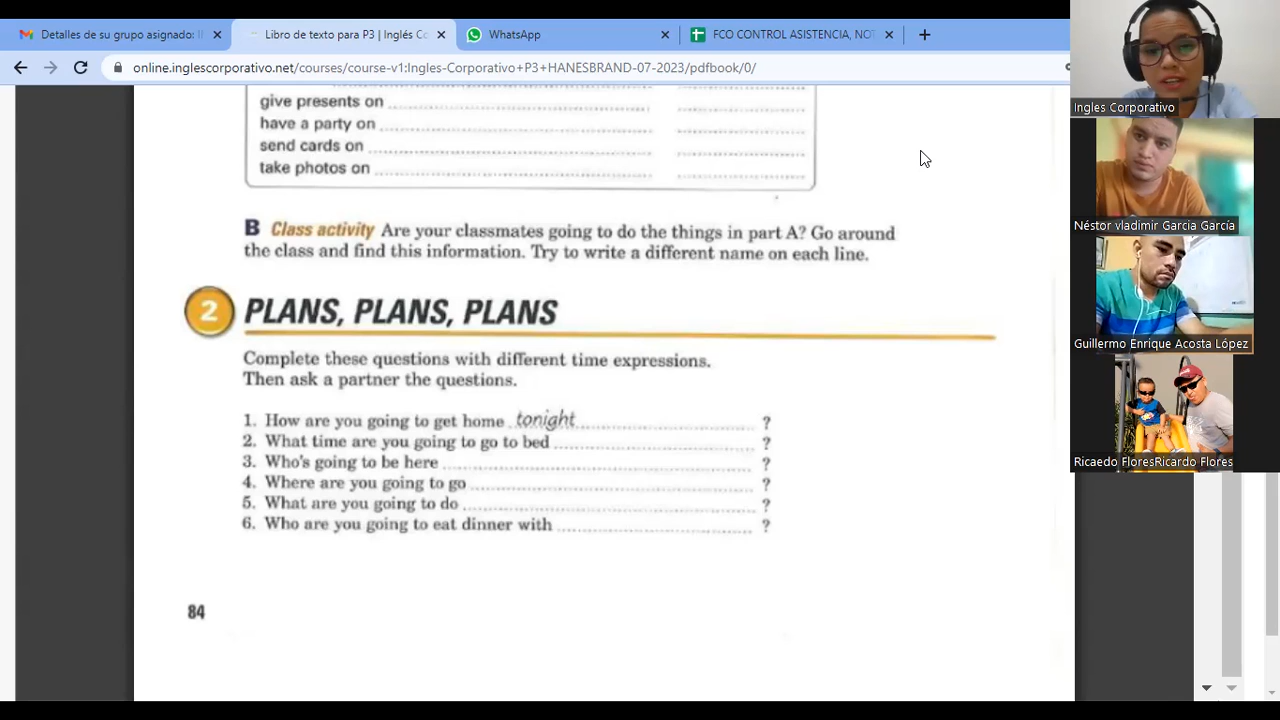 Detalles de su grupo asignado: I
Libro de texto para P3 | Inglés Co
WhatsApp
FCO CONTROL ASISTENCIA, NOT
online.inglescorporativo.net/courses/course-v1:Ingles-Corporativo+P3+HANESBRAND-07-2023/pdfbook/0/
give presents on
have a party on
send cards on
take photos on
B Class activity Are your classmates going to do the things in part A? Go around
the class and find this information. Try to write a different name on each line.
2 PLANS, PLANS, PLANS
Complete these questions with different time expressions.
Then ask a partner the questions.
1. How are you going to get home tonight ?
2. What time are you going to go to bed ?
3. Who's going to be here ?
4. Where are you going to go ?
5. What are you going to do ?
6. Who are you going to eat dinner with ?
84
Ingles Corporativo
Néstor vladimir Garcia García
Guillermo Enrique Acosta López
Ricaedo FloresRicardo Flores